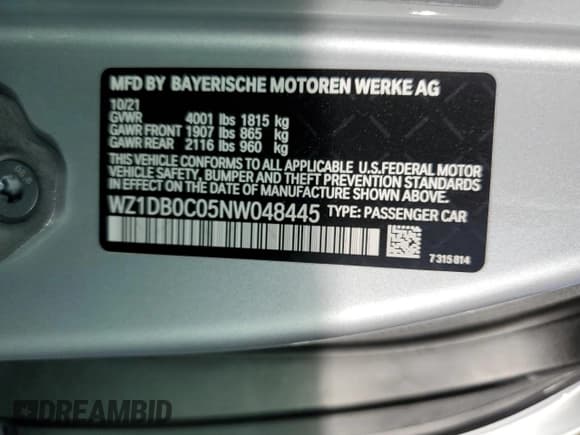 MFD BY BAYERISCHE MOTOREN WERKE AG
10/21
GVWR 4001 lbs 1815 kg
GAWR FRONT 1907 lbs 865 kg
GAWR REAR 2116 lbs 960 kg
THIS VEHICLE CONFORMS TO ALL APPLICABLE U.S.FEDERAL MOTOR
VEHICLE SAFETY, BUMPER AND THEFT PREVENTION STANDARDS
IN EFFECT ON THE DATE OF MANUFACTURE SHOWN ABOVE.
WZ1DB0C05NW048445 TYPE: PASSENGER CAR
7315814
DREAMBID